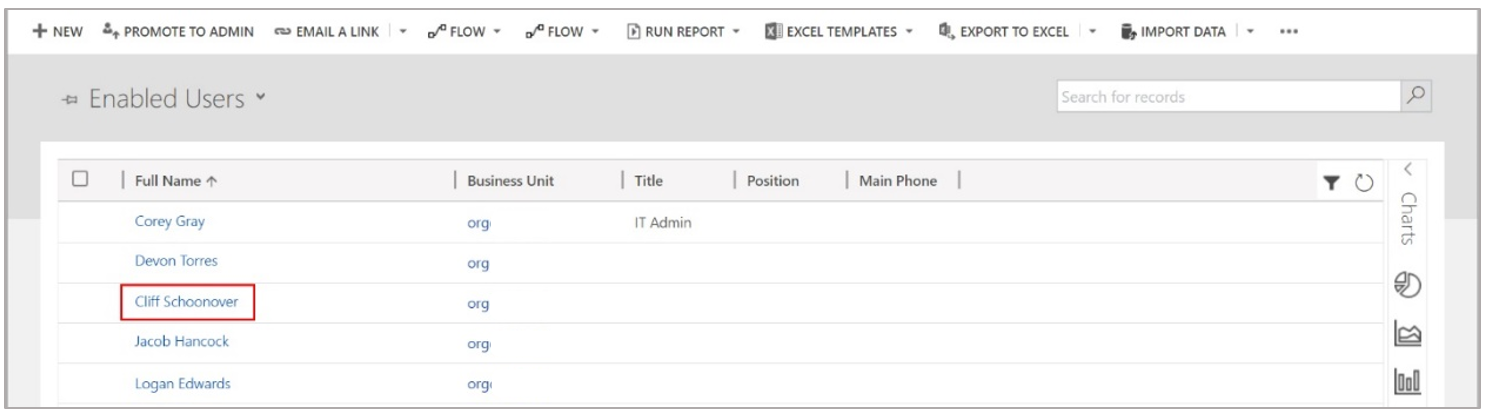 NEW PROMOTE TO ADMIN EMAIL A LINK FLOW FLOW RUN REPORT EXCEL TEMPLATES EXPORT TO EXCEL IMPORT DATA ...
Enabled Users Search for records
Full Name Business Unit Title Position Main Phone
Corey Gray org IT Admin
Devon Torres org
Cliff Schoonover org
Jacob Hancock org
Logan Edwards org
Charts